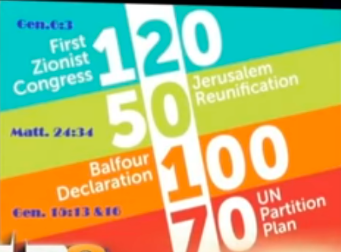 Gen.6:3
First
Zionist
Congress
120
50
Jerusalem
Reunification
Matt. 24:34
Balfour
Declaration
100
Gen. 15:13 &16
70
UN
Partition
Plan